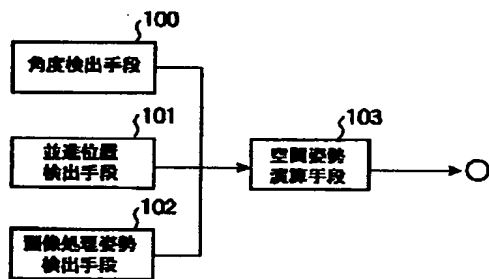 100
角度検出手段
101
並進位置
検出手段
102
画像処理姿勢
検出手段
103
空間姿勢
演算手段